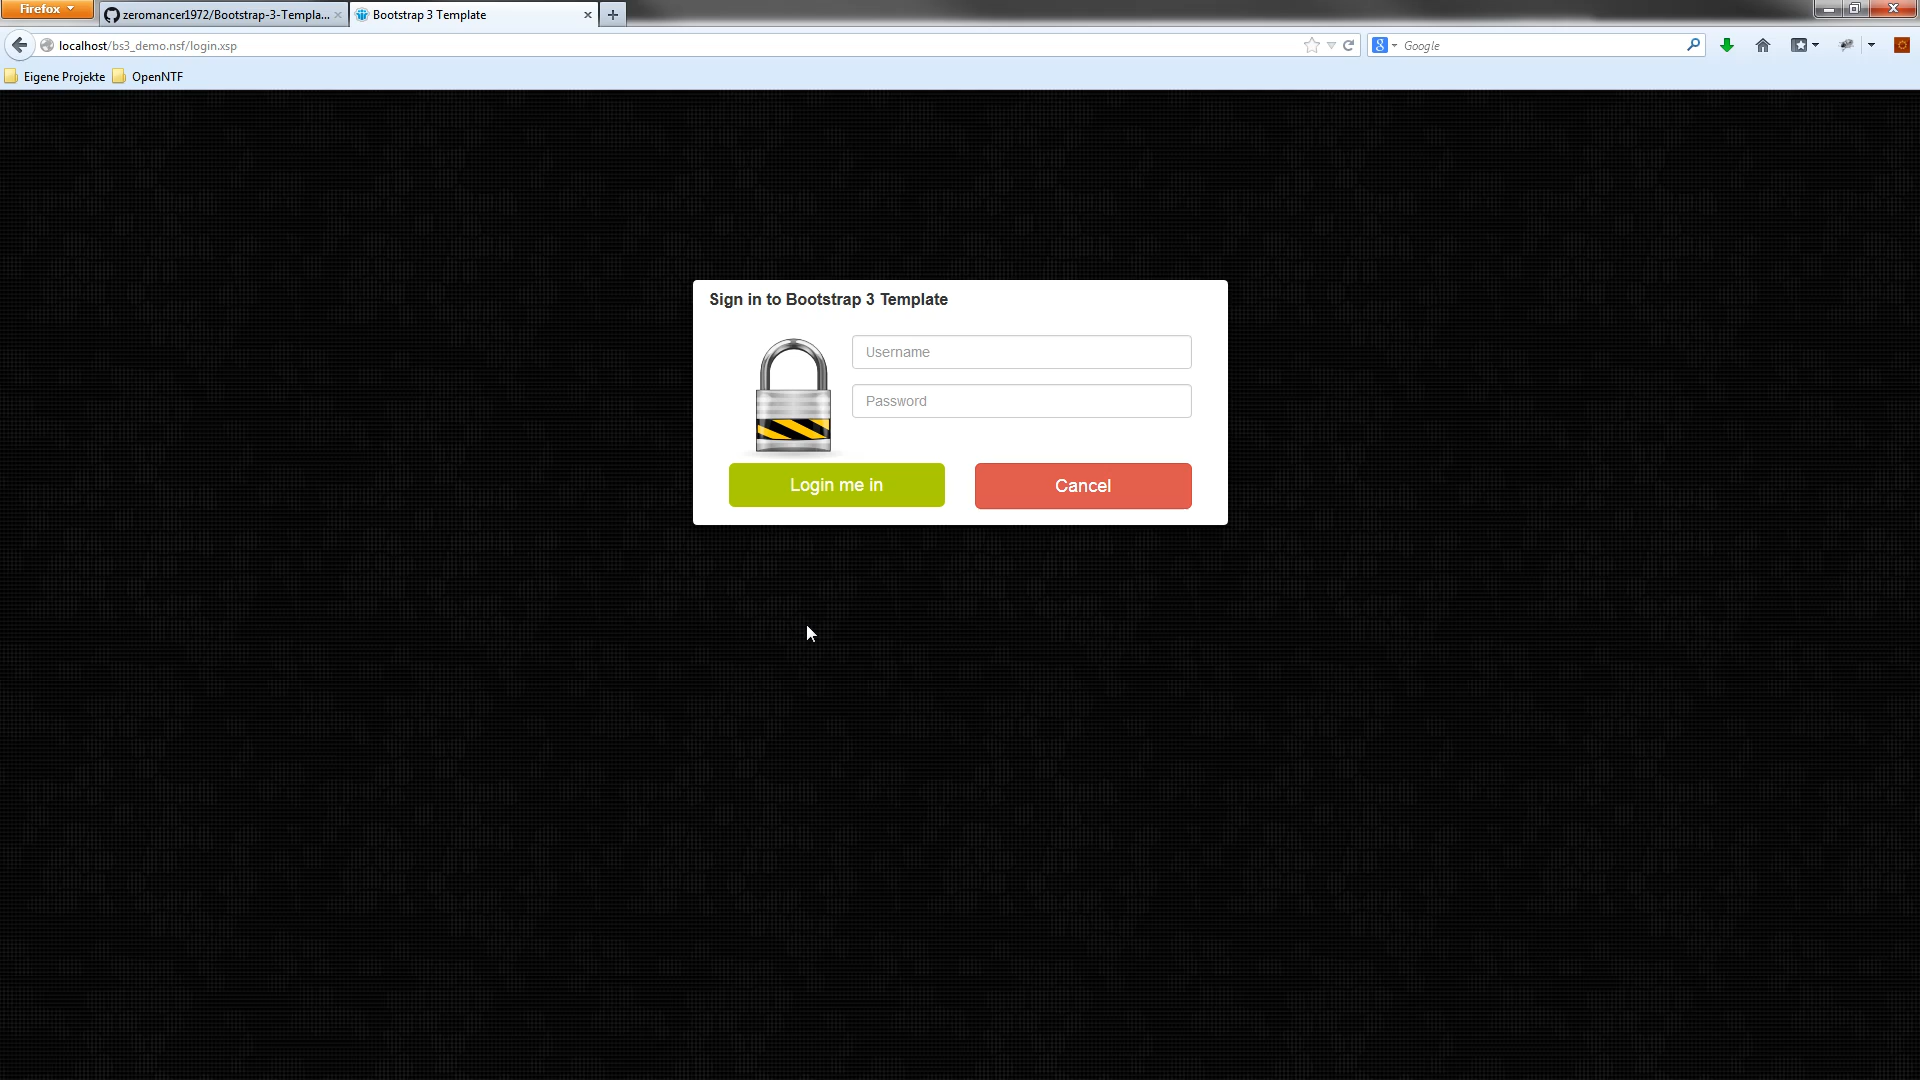 Firefox
zeromancer1972/Bootstrap-3-Templa...
Bootstrap 3 Template
localhost/bs3_demo.nsf/login.xsp
Google
Eigene Projekte
OpenNTF
Sign in to Bootstrap 3 Template
Username
Password
Login me in
Cancel